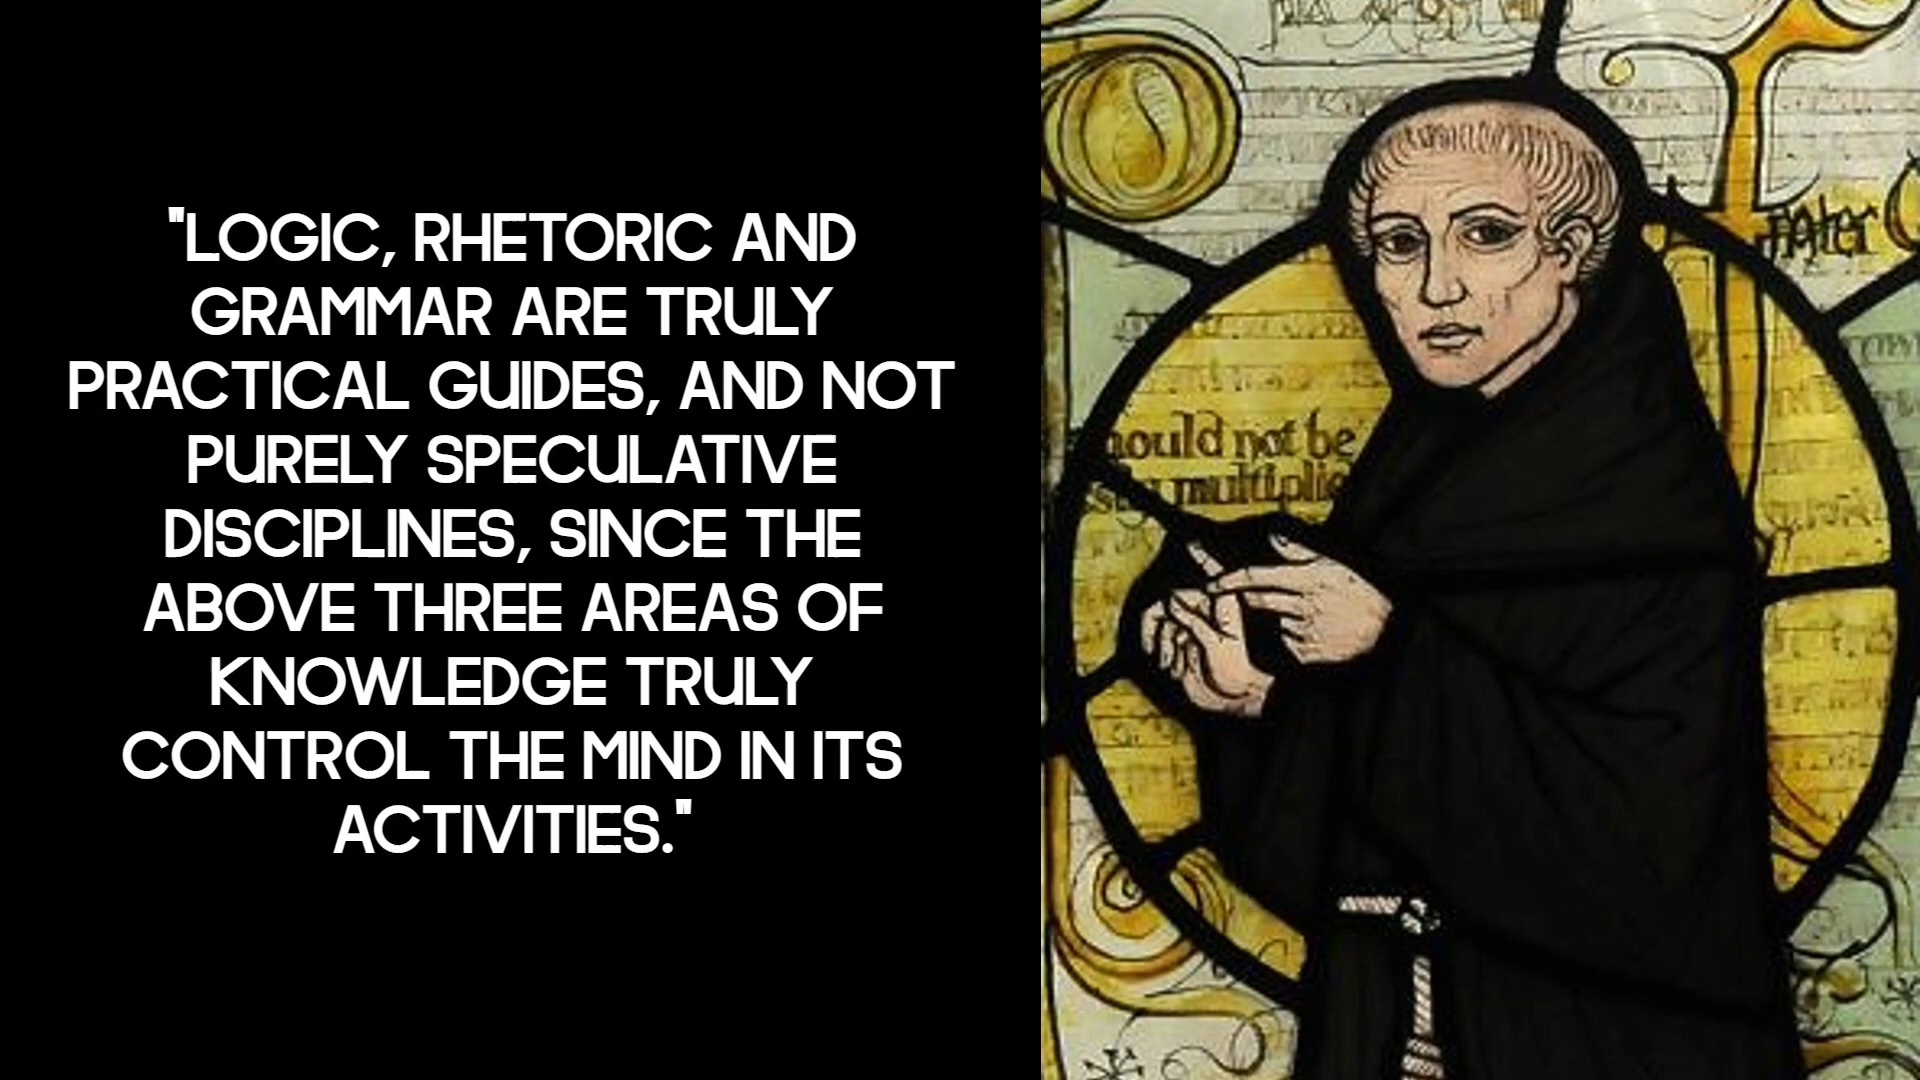 "LOGIC, RHETORIC AND
GRAMMAR ARE TRULY
PRACTICAL GUIDES, AND NOT
PURELY SPECULATIVE
DISCIPLINES, SINCE THE
ABOVE THREE AREAS OF
KNOWLEDGE TRULY
CONTROL THE MIND IN ITS
ACTIVITIES."
not be